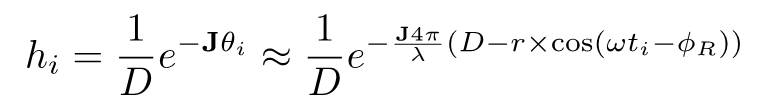 h_i = \frac{1}{D} e^{-\mathbf{J}\theta_i} \approx \frac{1}{D} e^{-\frac{\mathbf{J}4\pi}{\lambda}(D - r \times \cos(\omega t_i - \phi_R))}